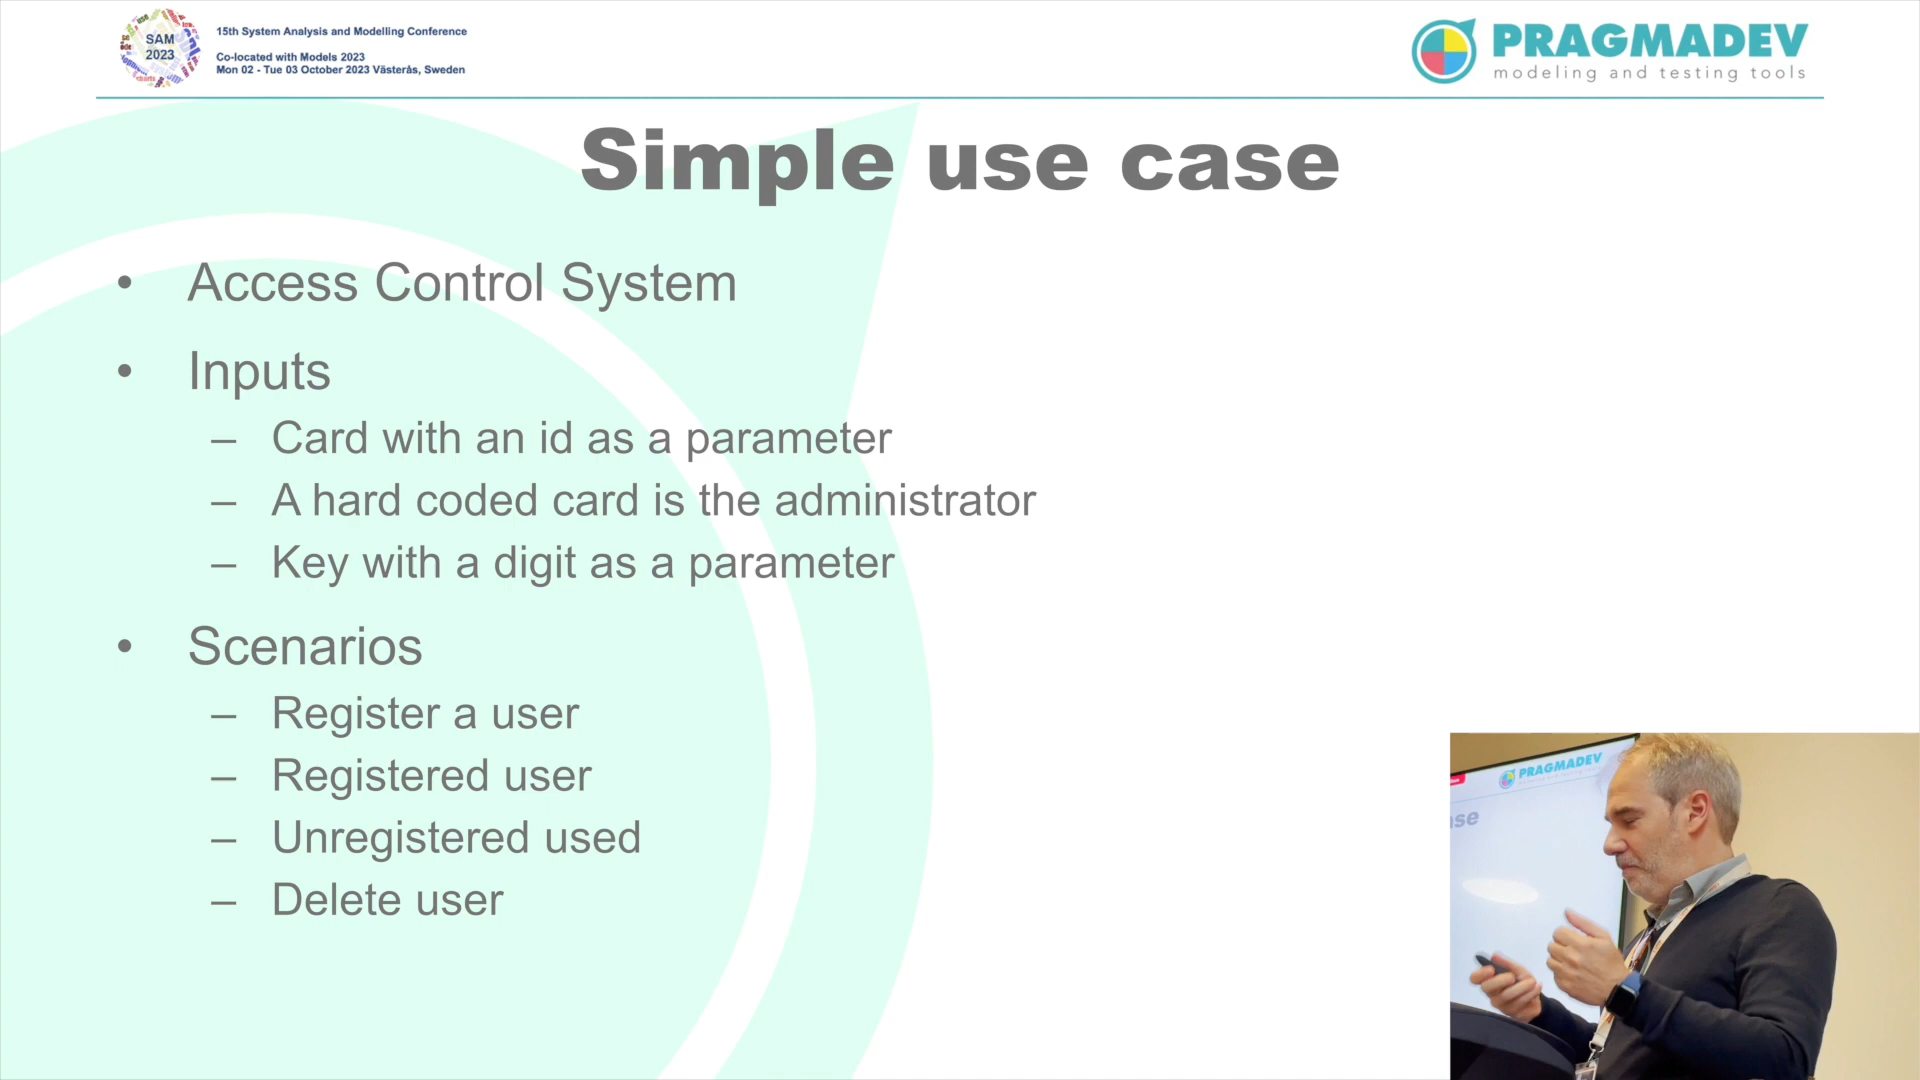 SAM
2023
15th System Analysis and Modelling Conference
Co-located with Models 2023
Mon 02 - Tue 03 October 2023 Västerås, Sweden
PRAGMADEV
modeling and testing tools
Simple use case
• Access Control System
• Inputs
– Card with an id as a parameter
– A hard coded card is the administrator
– Key with a digit as a parameter
• Scenarios
– Register a user
– Registered user
– Unregistered used
– Delete user
PRAGMADEV
ase